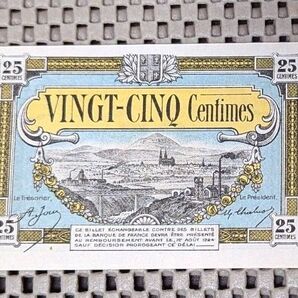 25
CENTIMES
25
CENTIMES
VINGT-CINQ Centimes
Le Trésorier,
Le Président,
CE BILLET ÉCHANGEABLE CONTRE DES BILLETS
DE LA BANQUE DE FRANCE DEVRA ÊTRE PRÉSENTÉ
AU REMBOURSEMENT AVANT LE 1er AOUT 1924
SAUF DÉCISION PROROGEANT CE DÉLAI
25
CENTIMES
25
CENTIMES